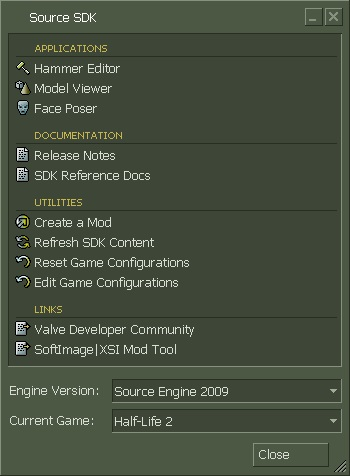 Source SDK
APPLICATIONS
Hammer Editor
Model Viewer
Face Poser
DOCUMENTATION
Release Notes
SDK Reference Docs
UTILITIES
Create a Mod
Refresh SDK Content
Reset Game Configurations
Edit Game Configurations
LINKS
Valve Developer Community
SoftImage|XSI Mod Tool
Engine Version: Source Engine 2009
Current Game: Half-Life 2
Close